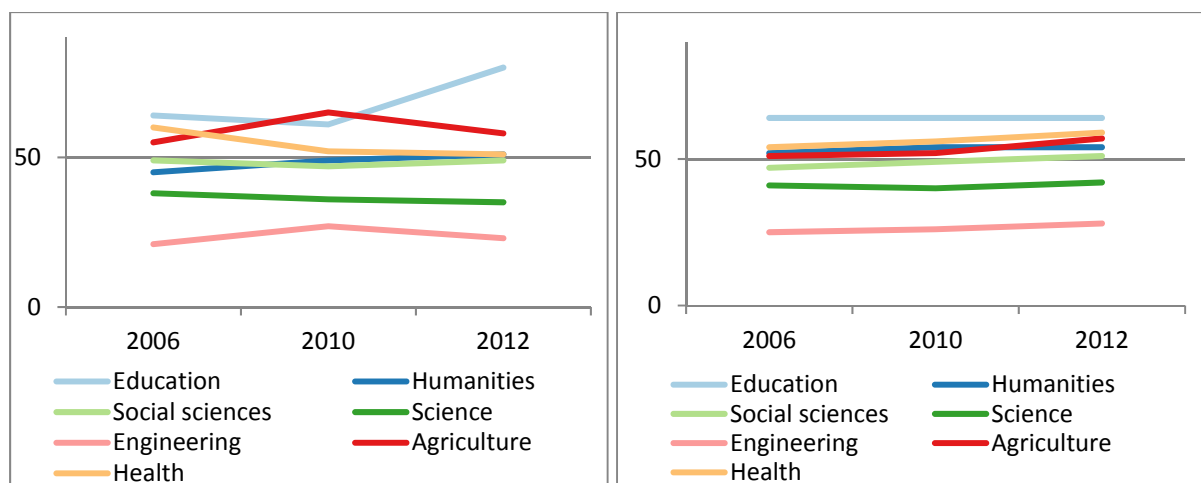 50
0
2006 2010 2012
Education Humanities
Social sciences Science
Engineering Agriculture
Health
50
0
2006 2010 2012
Education Humanities
Social sciences Science
Engineering Agriculture
Health